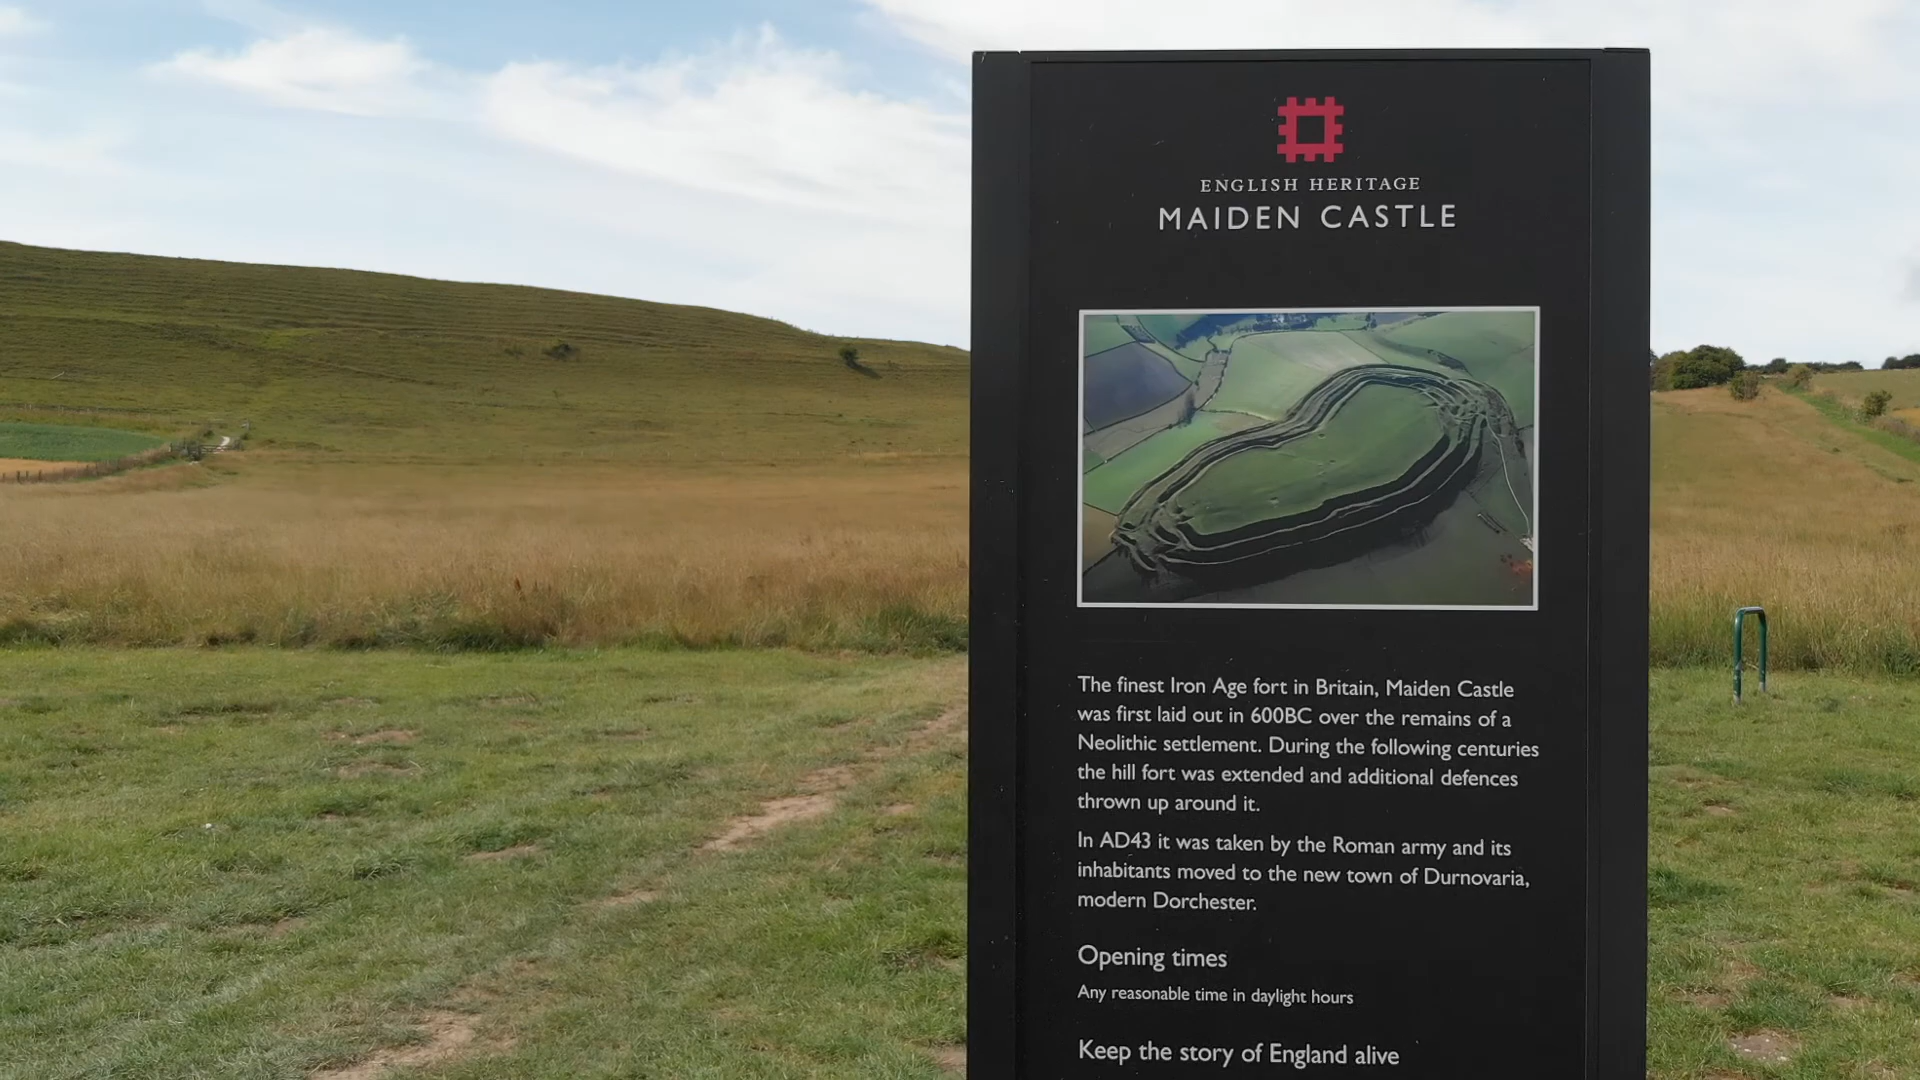 ENGLISH HERITAGE
MAIDEN CASTLE
The finest Iron Age fort in Britain, Maiden Castle
was first laid out in 600BC over the remains of a
Neolithic settlement. During the following centuries
the hill fort was extended and additional defences
thrown up around it.
In AD43 it was taken by the Roman army and its
inhabitants moved to the new town of Durnovaria,
modern Dorchester.
Opening times
Any reasonable time in daylight hours
Keep the story of England alive